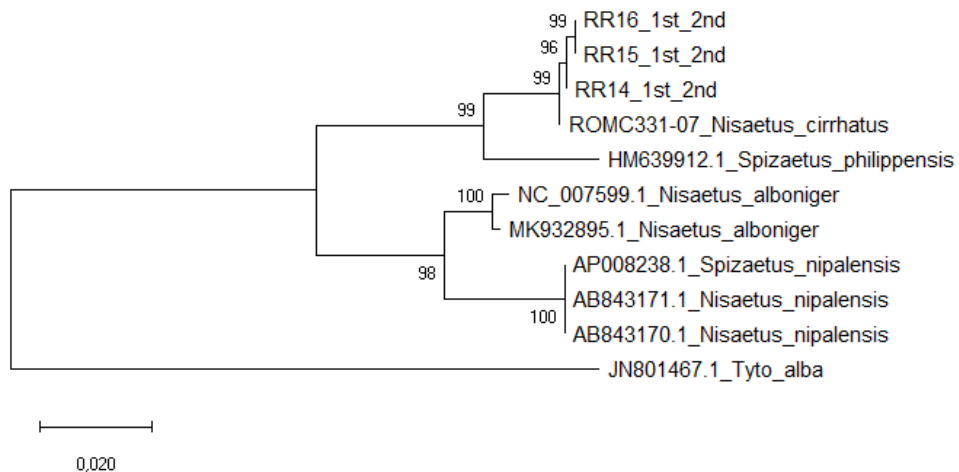 99
RR16_1st_2nd
96
RR15_1st_2nd
99
RR14_1st_2nd
99
ROMC331-07_Nisaetus_cirrhatus
HM639912.1_Spizaetus_philippensis
100
NC_007599.1_Nisaetus_alboniger
MK932895.1_Nisaetus_alboniger
98
AP008238.1_Spizaetus_nipalensis
AB843171.1_Nisaetus_nipalensis
100
AB843170.1_Nisaetus_nipalensis
JN801467.1_Tyto_alba
0,020